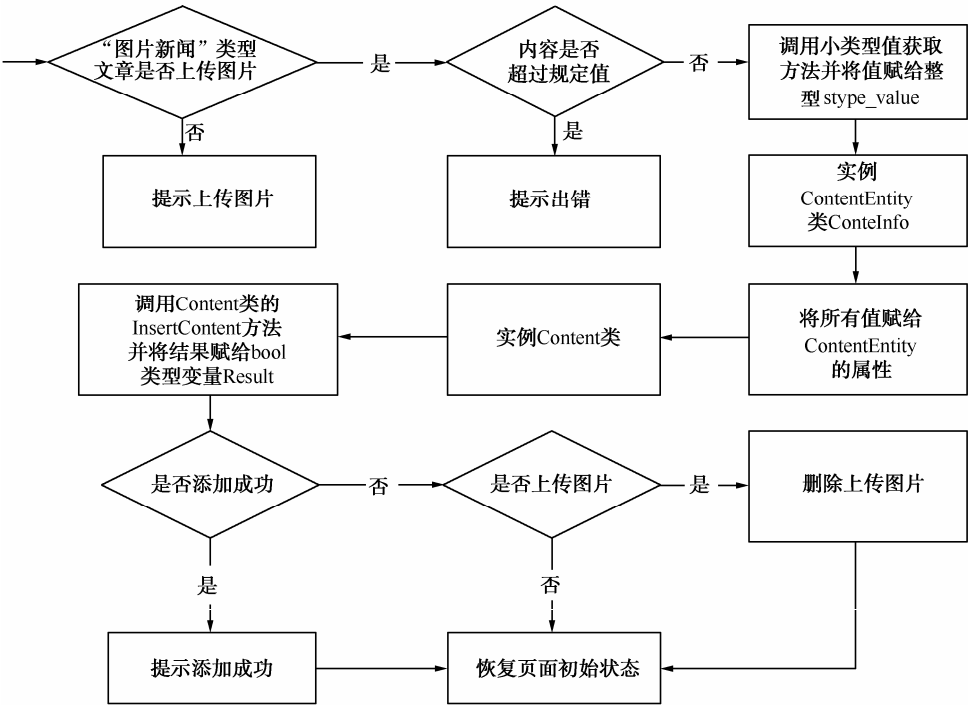 “图片新闻”类型
文章是否上传图片
是
内容是否
超过规定值
否
调用小类型值获取
方法并将值赋给整
型stype_value
否
是
提示上传图片
提示出错
实例
ContentEntity
类ConteInfo
调用Content类的
InsertContent方法
并将结果赋给bool
类型变量Result
实例Content类
将所有值赋给
ContentEntity
的属性
是否添加成功
否
是否上传图片
是
删除上传图片
是
否
提示添加成功
恢复页面初始状态